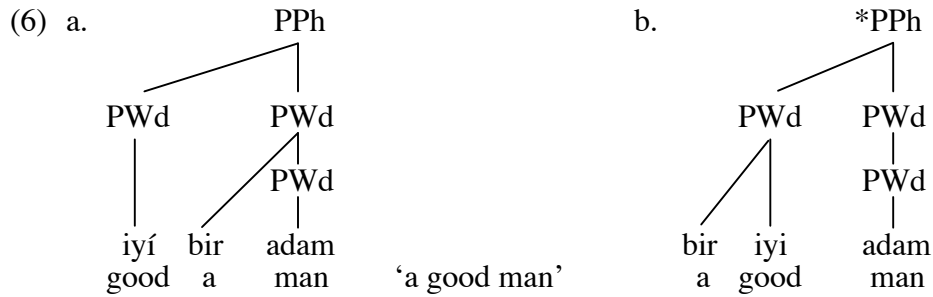 (6) a. PPh b. *PPh
PWd PWd PWd PWd
PWd PWd
iyí bir adam bir iyi adam
good a man ‘a good man’ a good man